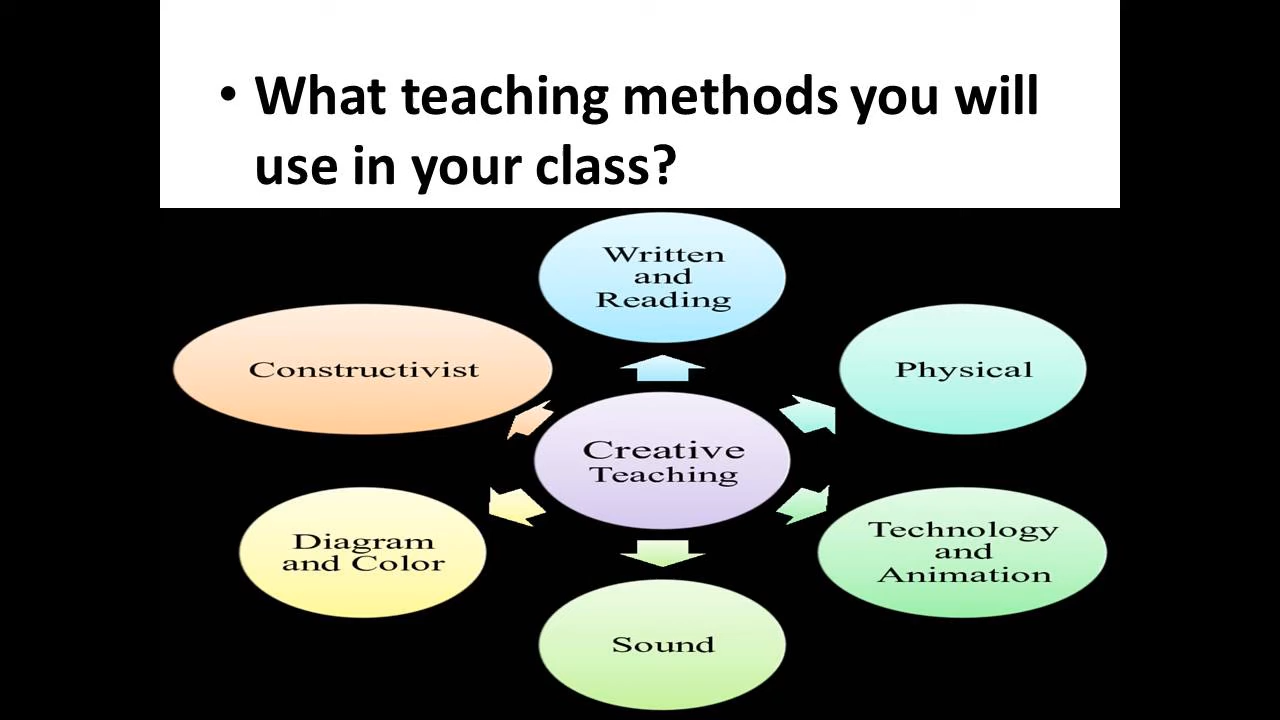 • What teaching methods you will
use in your class?
Written
and
Reading
Constructivist
Physical
Creative
Teaching
Diagram
and Color
Technology
and
Animation
Sound